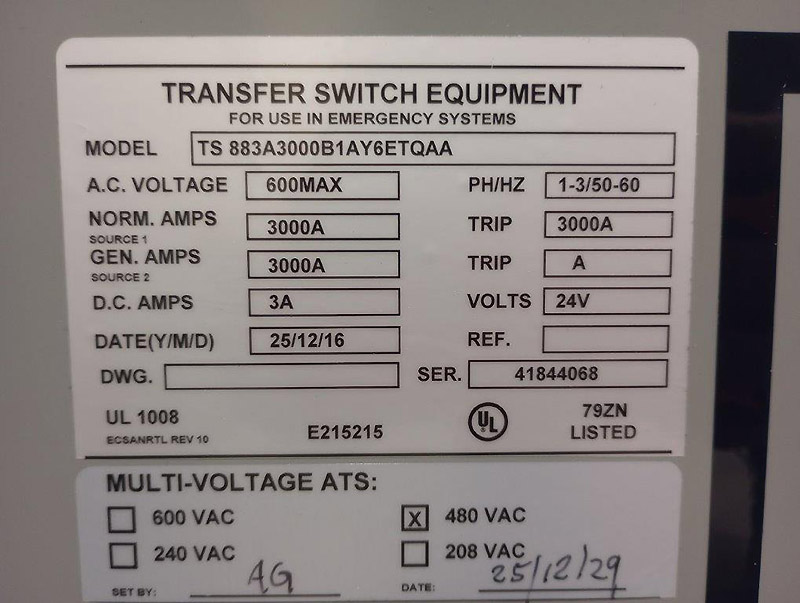 TRANSFER SWITCH EQUIPMENT
FOR USE IN EMERGENCY SYSTEMS
MODEL TS 883A3000B1AY6ETQAA
A.C. VOLTAGE 600MAX PH/HZ 1-3/50-60
NORM. AMPS 3000A TRIP 3000A
SOURCE 1
GEN. AMPS 3000A TRIP A
SOURCE 2
D.C. AMPS 3A VOLTS 24V
DATE(Y/M/D) 25/12/16 REF.
DWG. SER. 41844068
UL 1008 UL 79ZN
ECSANRTL REV 10 E215215 LISTED
MULTI-VOLTAGE ATS:
600 VAC X 480 VAC
240 VAC 208 VAC
SET BY: AG DATE: 25/12/29